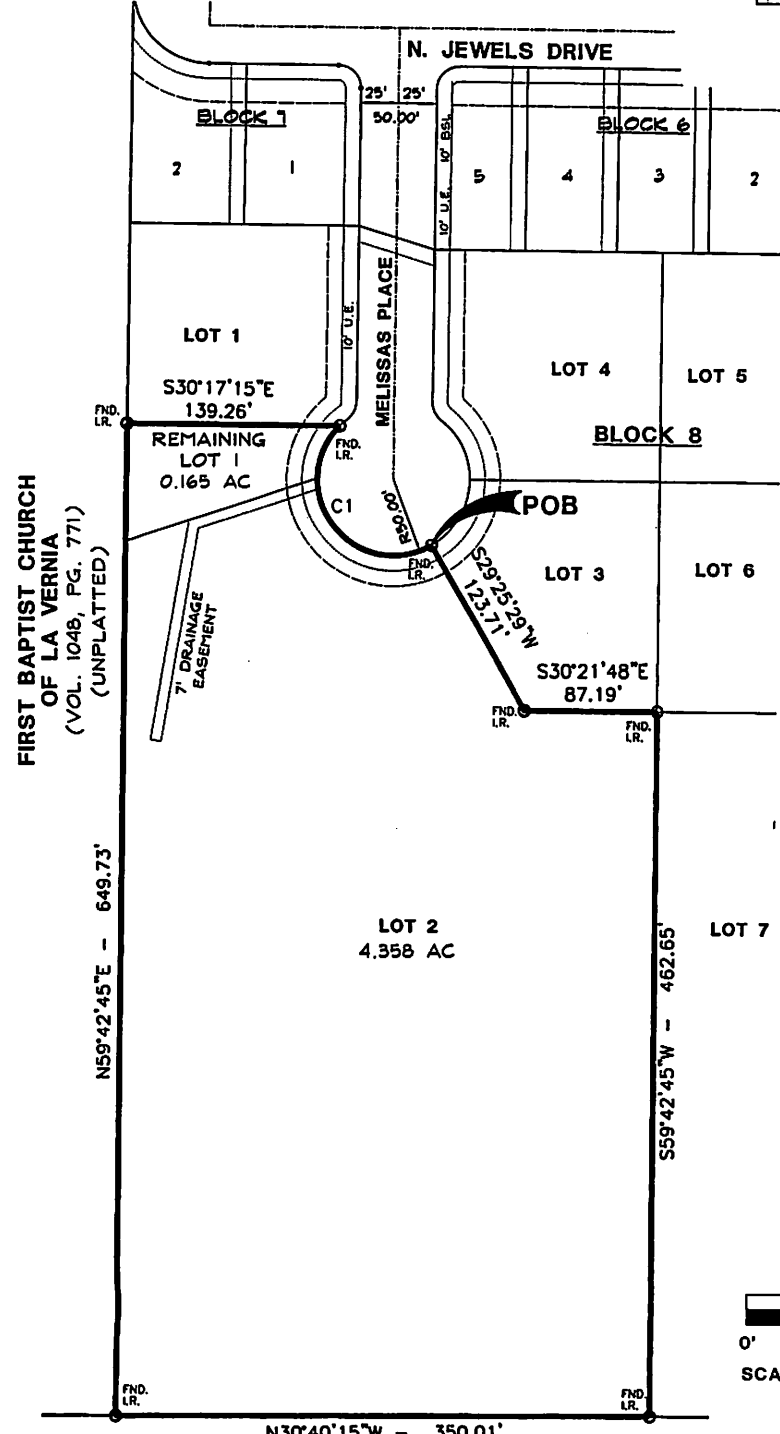 N. JEWELS DRIVE
25' 25'
50.00'
BLOCK 7
BLOCK 6
10' BSL
10' U.E.
2
1
5
4
3
2
MELISSAS PLACE
10' U.E.
LOT 1
LOT 4
LOT 5
S30°17'15"E
139.26'
FND.
I.R.
FND.
I.R.
BLOCK 8
REMAINING
LOT 1
0.165 AC
C1
R50.00'
POB
FND.
I.R.
S29°25'29"W
123.71'
LOT 3
LOT 6
FIRST BAPTIST CHURCH
OF LA VERNIA
(VOL. 1048, PG. 771)
(UNPLATTED)
7' DRAINAGE
EASEMENT
S30°21'48"E
87.19'
FND.
I.R.
FND.
I.R.
N59°42'45"E - 649.73'
LOT 2
4.358 AC
S59°42'45"W - 462.65'
LOT 7
0'
SCA
FND.
I.R.
FND.
I.R.
N30°40'15"W - 350.01'